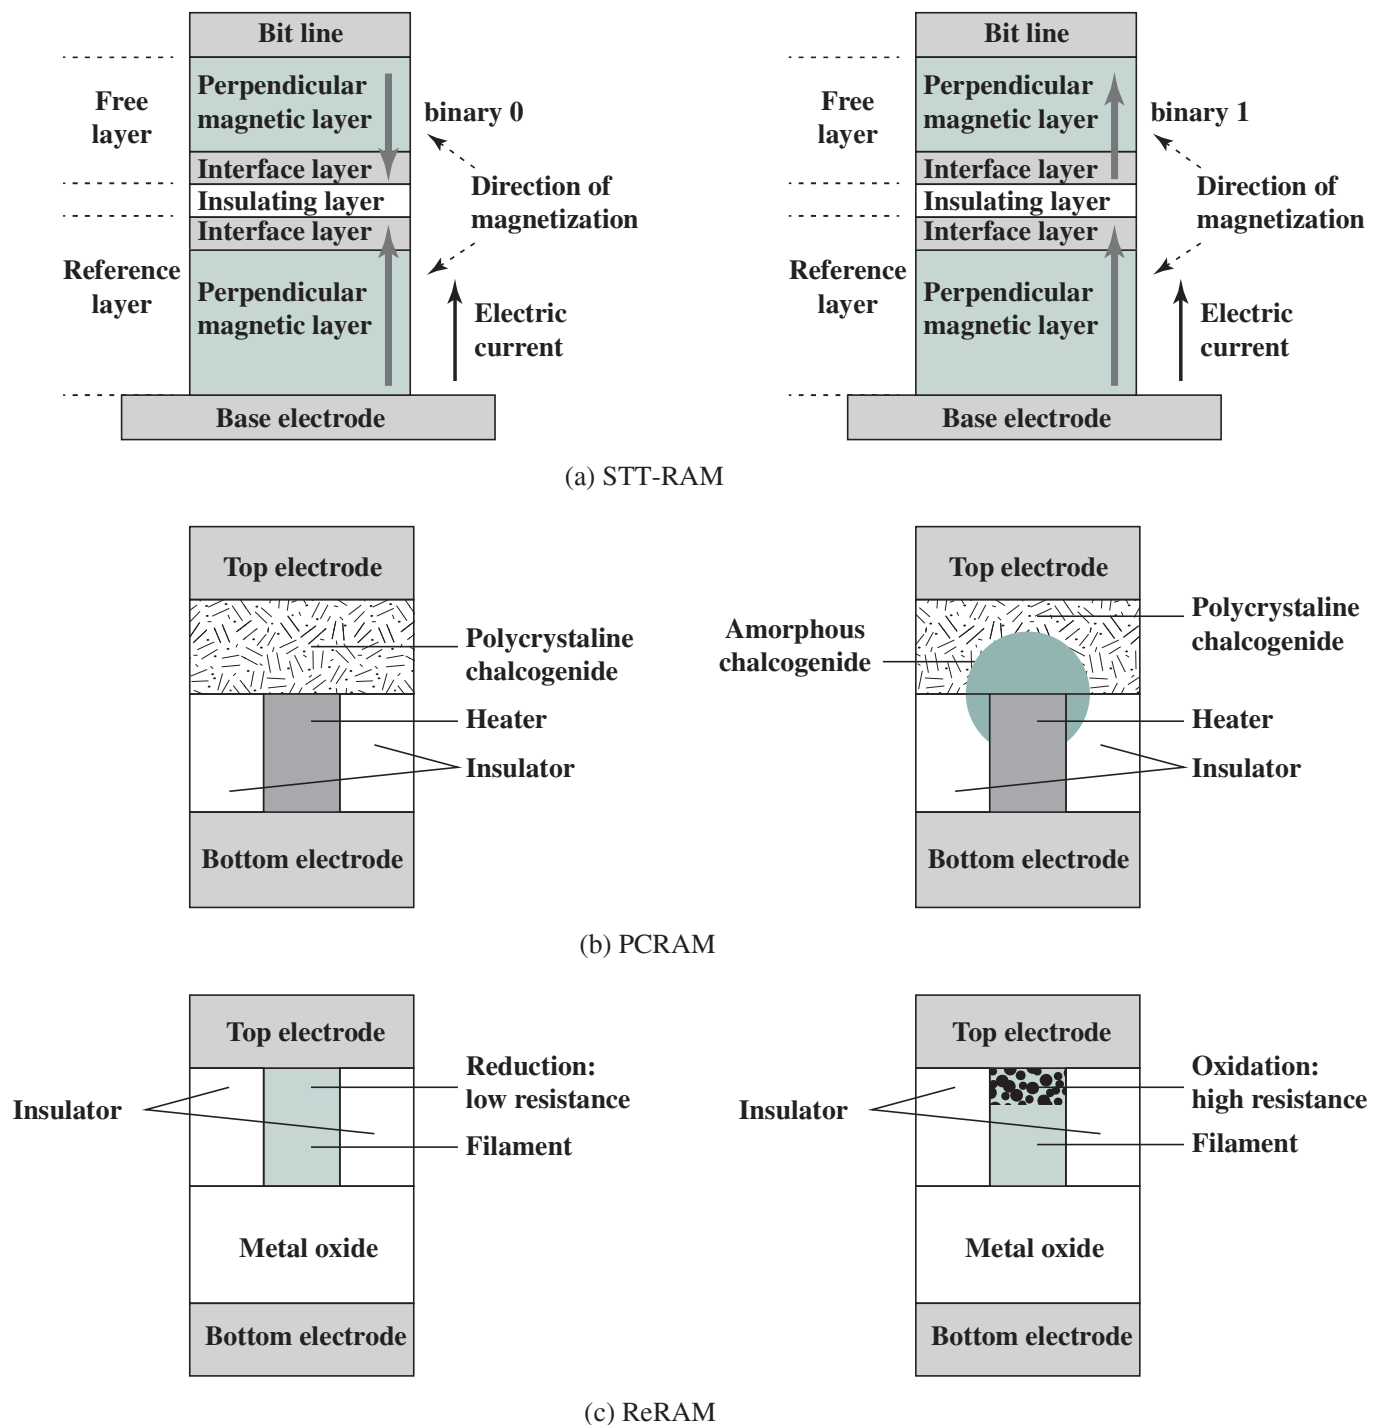 Bit line
Free
layer
Perpendicular
magnetic layer
binary 0
Interface layer
Insulating layer
Direction of
magnetization
Interface layer
Reference
layer
Perpendicular
magnetic layer
Electric
current
Base electrode
Bit line
Free
layer
Perpendicular
magnetic layer
binary 1
Interface layer
Insulating layer
Direction of
magnetization
Interface layer
Reference
layer
Perpendicular
magnetic layer
Electric
current
Base electrode
(a) STT-RAM
Top electrode
Polycrystaline
chalcogenide
Heater
Insulator
Bottom electrode
Top electrode
Amorphous
chalcogenide
Polycrystaline
chalcogenide
Heater
Insulator
Bottom electrode
(b) PCRAM
Top electrode
Insulator
Reduction:
low resistance
Filament
Metal oxide
Bottom electrode
Top electrode
Insulator
Oxidation:
high resistance
Filament
Metal oxide
Bottom electrode
(c) ReRAM